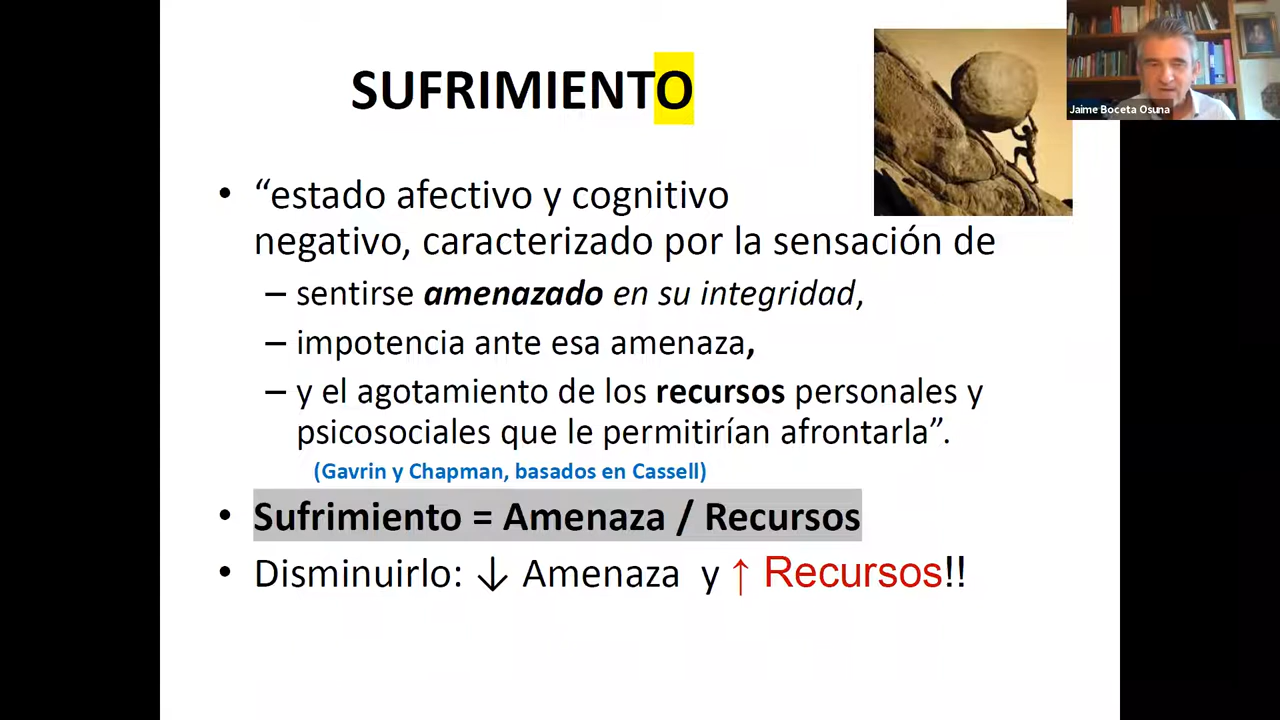 SUFRIMIENTO
Jaime Boceta Osuna
• “estado afectivo y cognitivo
negativo, caracterizado por la sensación de
– sentirse amenazado en su integridad,
– impotencia ante esa amenaza,
– y el agotamiento de los recursos personales y
psicosociales que le permitirían afrontarla”.
(Gavrin y Chapman, basados en Cassell)
• Sufrimiento = Amenaza / Recursos
• Disminuirlo: ↓ Amenaza y ↑ Recursos!!